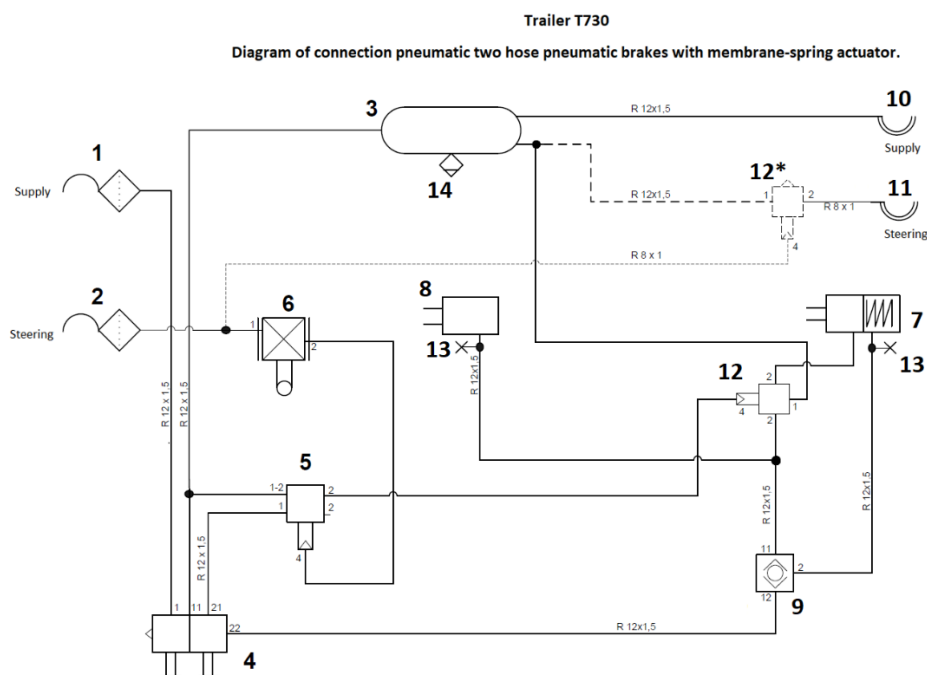 Trailer T730
Diagram of connection pneumatic two hose pneumatic brakes with membrane-spring actuator.
3
R 12x1,5
10
Supply
1
Supply
14
12*
1
2
R 12x1,5
R 8 x 1
11
Steering
4
R 8 x 1
2
Steering
6
1
2
8
13
R 12x1,5
7
13
R 12 x 1,5
R 12 x 1,5
12
2
4
1
2
5
1-2
2
1
2
4
R 12 x 1,5
R 12x1,5
R 12x1,5
11
2
12
9
1
11
21
22
R 12x1,5
4